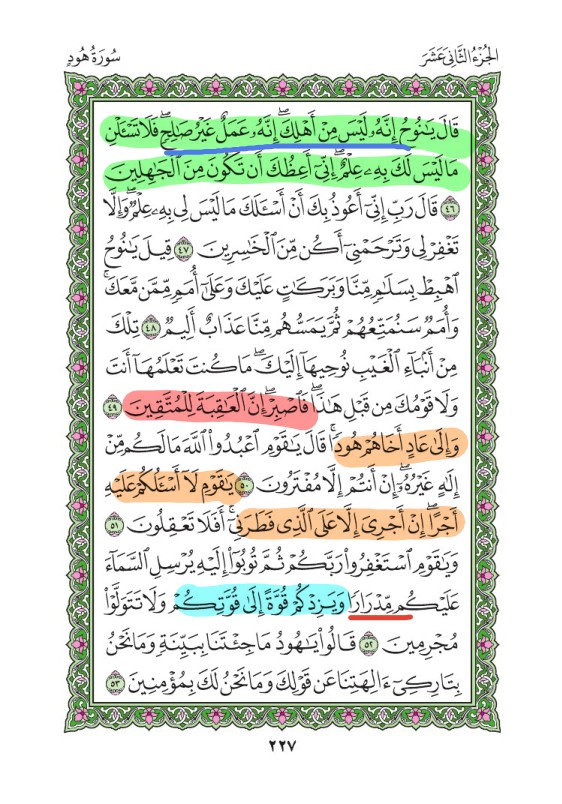 الجُزْءُ الثَّانِى عَشَرَ
سُورَةُ هُودٍ
قَالَ يَٰنُوحُ إِنَّهُۥ لَيْسَ مِنْ أَهْلِكَۖ إِنَّهُۥ عَمَلٌ غَيْرُ صَٰلِحٍۖ فَلَا تَسْـَٔلْنِ
مَا لَيْسَ لَكَ بِهِۦ عِلْمٌۖ إِنِّىٓ أَعِظُكَ أَن تَكُونَ مِنَ ٱلْجَٰهِلِينَ
٤٦ قَالَ رَبِّ إِنِّىٓ أَعُوذُ بِكَ أَنْ أَسْـَٔلَكَ مَا لَيْسَ لِى بِهِۦ عِلْمٌۖ وَإِلَّا
تَغْفِرْ لِى وَتَرْحَمْنِىٓ أَكُن مِّنَ ٱلْخَٰسِرِينَ ٤٧ قِيلَ يَٰنُوحُ
ٱهْبِطْ بِسَلَٰمٍ مِّنَّا وَبَرَكَٰتٍ عَلَيْكَ وَعَلَىٰٓ أُمَمٍ مِّمَّن مَّعَكَۚ
وَأُمَمٌ سَنُمَتِّعُهُمْ ثُمَّ يَمَسُّهُم مِّنَّا عَذَابٌ أَلِيمٌ ٤٨ تِلْكَ
مِنْ أَنۢبَآءِ ٱلْغَيْبِ نُوحِيهَآ إِلَيْكَۖ مَا كُنتَ تَعْلَمُهَآ أَنتَ
وَلَا قَوْمُكَ مِن قَبْلِ هَٰذَاۖ فَٱصْبِرْۖ إِنَّ ٱلْعَٰقِبَةَ لِلْمُتَّقِينَ ٤٩
وَإِلَىٰ عَادٍ أَخَاهُمْ هُودًاۚ قَالَ يَٰقَوْمِ ٱعْبُدُوا۟ ٱللَّهَ مَا لَكُم مِّنْ
إِلَٰهٍ غَيْرُهُۥٓۖ إِنْ أَنتُمْ إِلَّا مُفْتَرُونَ ٥٠ يَٰقَوْمِ لَآ أَسْـَٔلُكُمْ عَلَيْهِ
أَجْرًاۖ إِنْ أَجْرِىَ إِلَّا عَلَى ٱلَّذِى فَطَرَنِىٓۚ أَفَلَا تَعْقِلُونَ ٥١
وَيَٰقَوْمِ ٱسْتَغْفِرُوا۟ رَبَّكُمْ ثُمَّ تُوبُوٓا۟ إِلَيْهِ يُرْسِلِ ٱلسَّمَآءَ
عَلَيْكُم مِّدْرَارًا وَيَزِدْكُمْ قُوَّةً إِلَىٰ قُوَّتِكُمْ وَلَا تَتَوَلَّوْا۟
مُجْرِمِينَ ٥٢ قَالُوا۟ يَٰهُودُ مَا جِئْتَنَا بِبَيِّنَةٍ وَمَا نَحْنُ
بِتَارِكِىٓ ءَالِهَتِنَا عَن قَوْلِكَ وَمَا نَحْنُ لَكَ بِمُؤْمِنِينَ ٥٣
٢٢٧